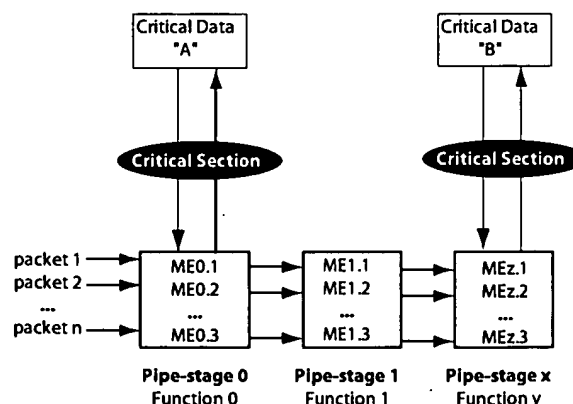 Critical Data
"A"
Critical Data
"B"
Critical Section
Critical Section
packet 1
packet 2
...
packet n
ME0.1
ME0.2
...
ME0.3
ME1.1
ME1.2
...
ME1.3
MEz.1
MEz.2
...
MEz.3
Pipe-stage 0
Function 0
Pipe-stage 1
Function 1
Pipe-stage x
Function y